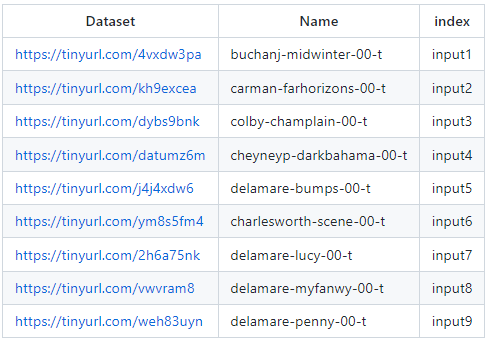 Dataset Name index
https://tinyurl.com/4vxdw3pa buchanj-midwinter-00-t input1
https://tinyurl.com/kh9excea carman-farhorizons-00-t input2
https://tinyurl.com/dybs9bnk colby-champlain-00-t input3
https://tinyurl.com/datumz6m cheyneyp-darkbahama-00-t input4
https://tinyurl.com/j4j4xdw6 delamare-bumps-00-t input5
https://tinyurl.com/ym8s5fm4 charlesworth-scene-00-t input6
https://tinyurl.com/2h6a75nk delamare-lucy-00-t input7
https://tinyurl.com/vwvram8 delamare-myfanwy-00-t input8
https://tinyurl.com/weh83uyn delamare-penny-00-t input9